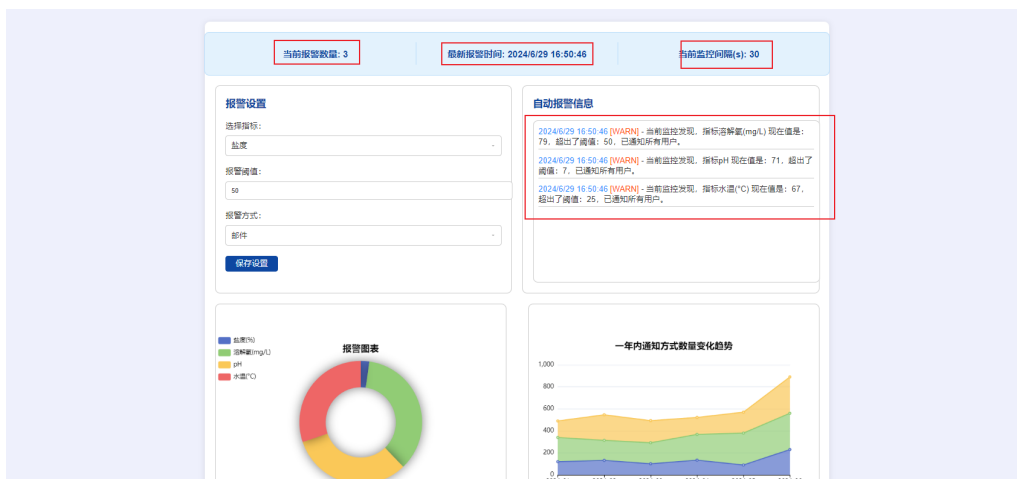 当前报警数量: 3
最新报警时间: 2024/6/29 16:50:46
当前监控间隔(s): 30
报警设置
选择指标:
盐度
报警阈值:
50
报警方式:
邮件
保存设置
自动报警信息
2024/6/29 16:50:46 [WARN] - 当前监控发现，指标溶解氧(mg/L) 现在值是：
79，超出了阈值：50，已通知所有用户。
2024/6/29 16:50:46 [WARN] - 当前监控发现，指标pH 现在值是：71，超出了
阈值：7，已通知所有用户。
2024/6/29 16:50:46 [WARN] - 当前监控发现，指标水温(°C) 现在值是：67，
超出了阈值：25，已通知所有用户。
盐度(%)
溶解氧(mg/L)
pH
水温(°C)
报警图表
一年内通知方式数量变化趋势
1,000
800
600
400
200
0